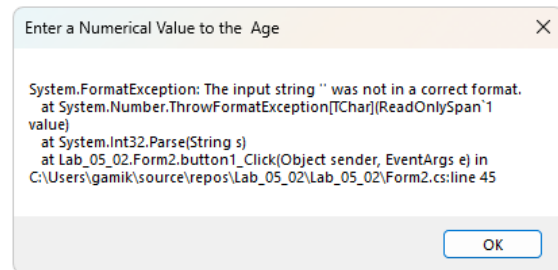 Enter a Numerical Value to the  Age
System.FormatException: The input string '' was not in a correct format.
   at System.Number.ThrowFormatException[TChar](ReadOnlySpan`1
value)
   at System.Int32.Parse(String s)
   at Lab_05_02.Form2.button1_Click(Object sender, EventArgs e) in
C:\Users\gamik\source\repos\Lab_05_02\Lab_05_02\Form2.cs:line 45
OK